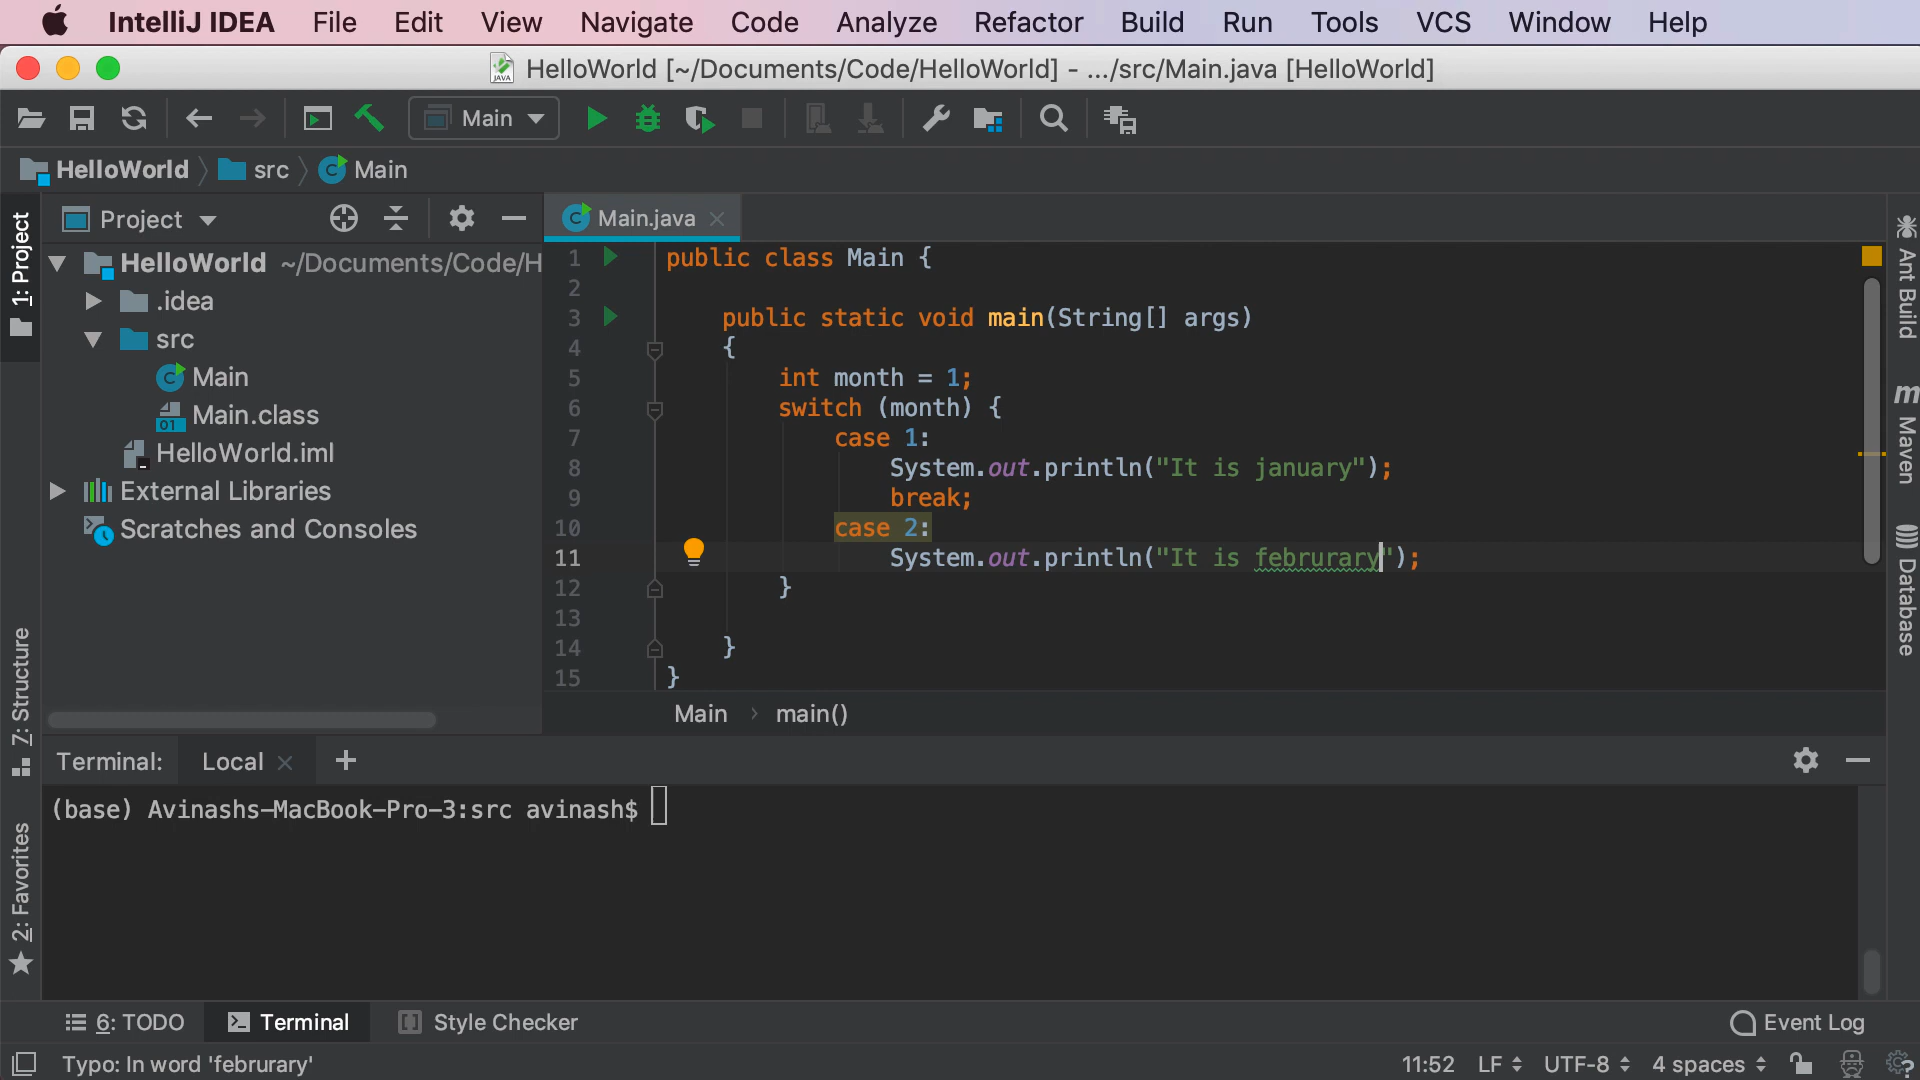 IntelliJ IDEA File Edit View Navigate Code Analyze Refactor Build Run Tools VCS Window Help
HelloWorld [~/Documents/Code/HelloWorld] - .../src/Main.java [HelloWorld]
Main
HelloWorld src Main
1: Project
Project
HelloWorld ~/Documents/Code/H
.idea
src
Main
Main.class
HelloWorld.iml
External Libraries
Scratches and Consoles
7: Structure
2: Favorites
Main.java
1 public class Main {
2
3 public static void main(String[] args)
4 {
5 int month = 1;
6 switch (month) {
7 case 1:
8 System.out.println("It is january");
9 break;
10 case 2:
11 System.out.println("It is februrary");
12 }
13
14 }
15 }
Main › main()
Ant Build
Maven
Database
Terminal: Local
(base) Avinashs-MacBook-Pro-3:src avinash$
6: TODO Terminal Style Checker Event Log
Typo: In word 'februrary' 11:52 LF UTF-8 4 spaces